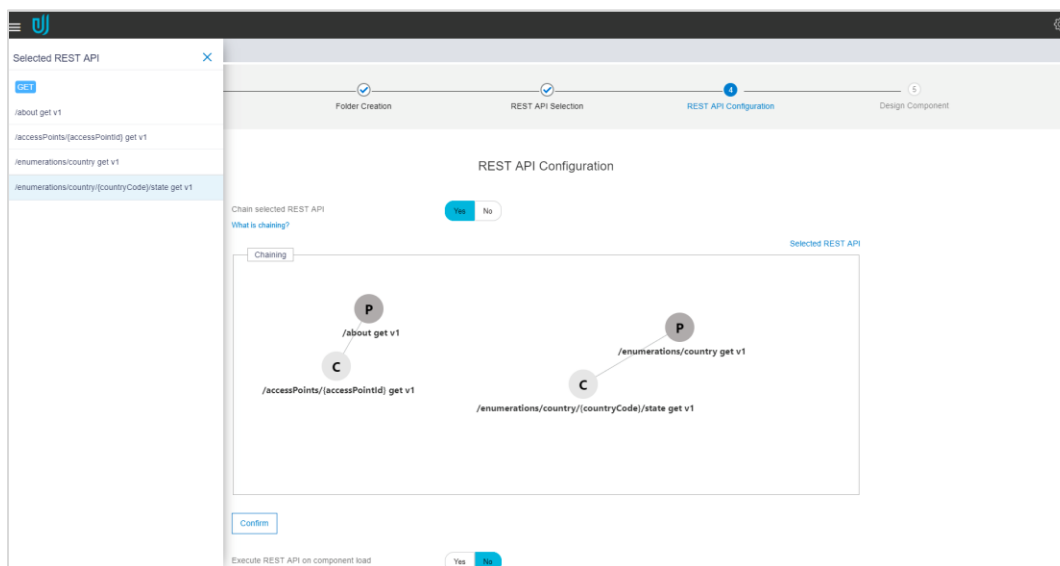 Selected REST API
GET
/about get v1
/accessPoints/{accessPointId} get v1
/enumerations/country get v1
/enumerations/country/{countryCode}/state get v1
4
5
Folder Creation
REST API Selection
REST API Configuration
Design Component
REST API Configuration
Chain selected REST API
Yes
No
What is chaining?
Selected REST API
Chaining
P
/about get v1
C
/accessPoints/{accessPointId} get v1
P
/enumerations/country get v1
C
/enumerations/country/{countryCode}/state get v1
Confirm
Execute REST API on component load
Yes
No